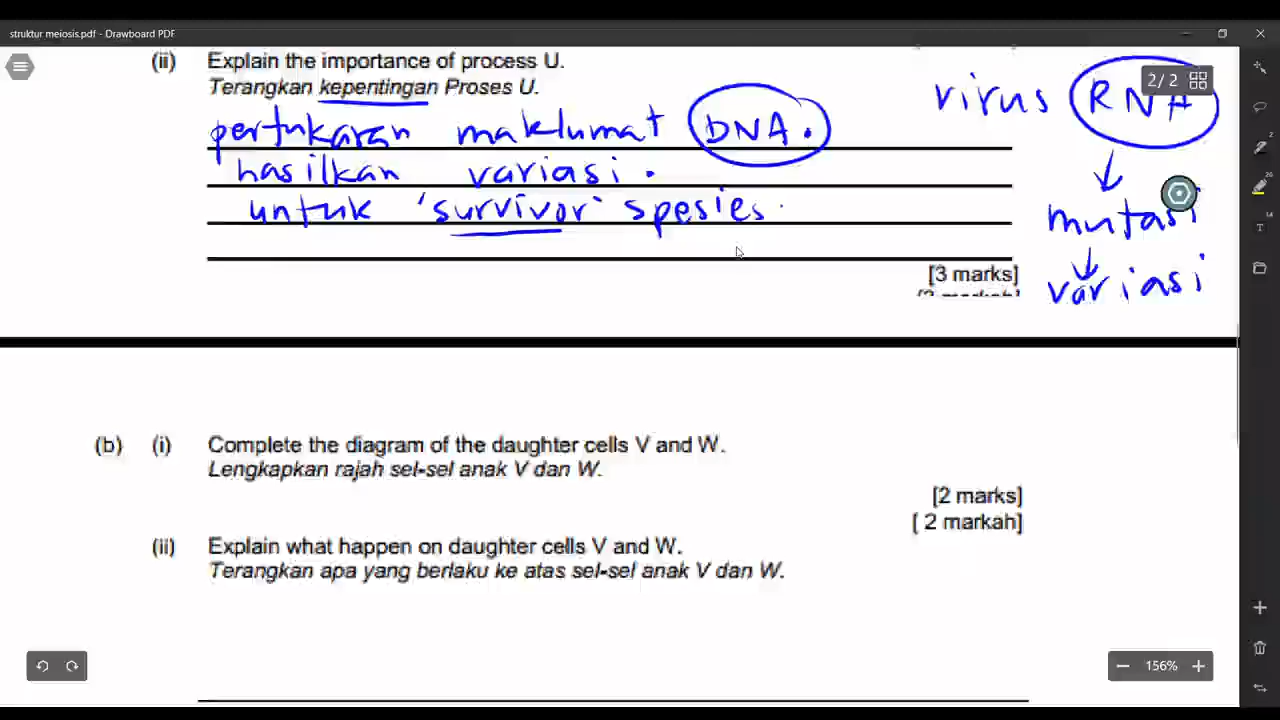 struktur meiosis.pdf - Drawboard PDF
(ii) Explain the importance of process U.
Terangkan kepentingan Proses U.
pertukaran maklumat DNA.
hasilkan variasi.
untuk 'survivor' spesies.
[3 marks]
virus RNA
2/2
mutasi
variasi
(b) (i) Complete the diagram of the daughter cells V and W.
Lengkapkan rajah sel-sel anak V dan W.
[2 marks]
[ 2 markah]
(ii) Explain what happen on daughter cells V and W.
Terangkan apa yang berlaku ke atas sel-sel anak V dan W.
156%